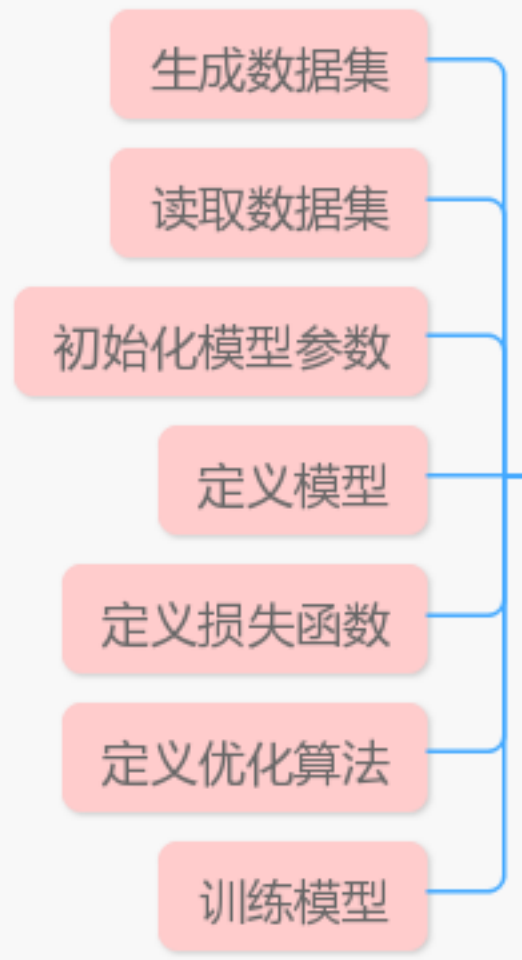 生成数据集
读取数据集
初始化模型参数
定义模型
定义损失函数
定义优化算法
训练模型